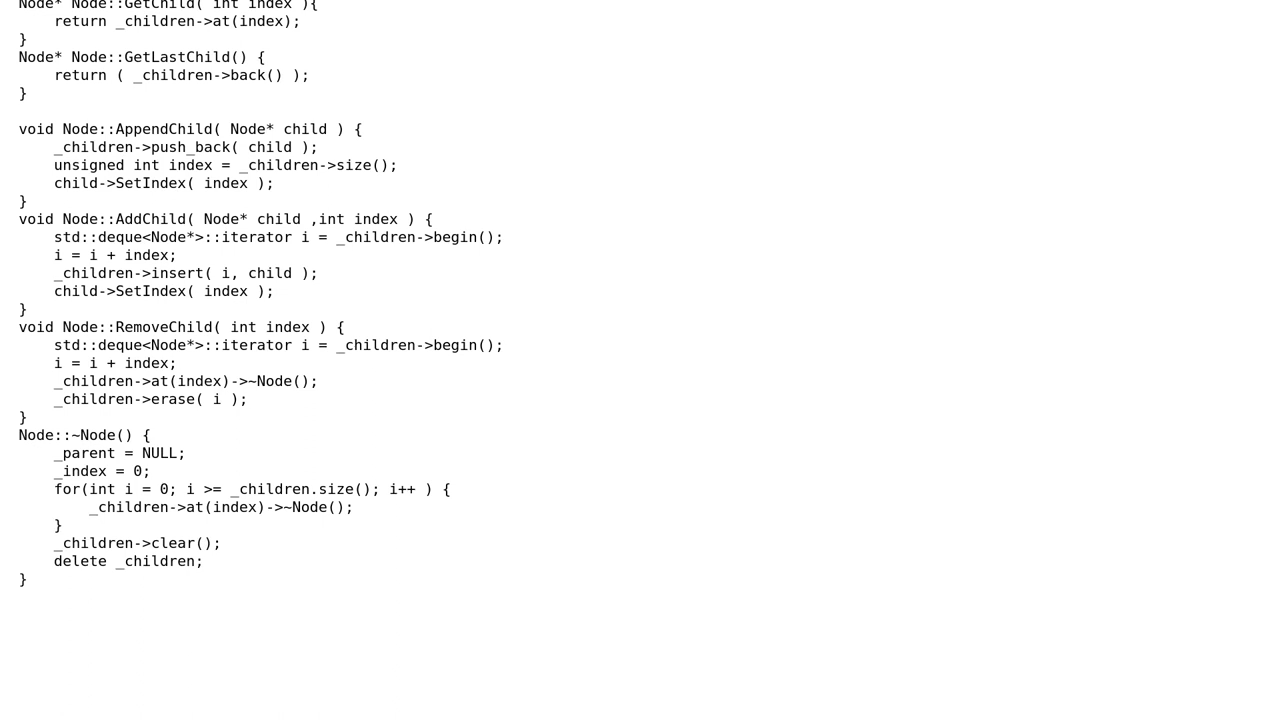 Node* Node::GetChild( int index ){
    return _children->at(index);
}
Node* Node::GetLastChild() {
    return ( _children->back() );
}

void Node::AppendChild( Node* child ) {
    _children->push_back( child );
    unsigned int index = _children->size();
    child->SetIndex( index );
}
void Node::AddChild( Node* child ,int index ) {
    std::deque<Node*>::iterator i = _children->begin();
    i = i + index;
    _children->insert( i, child );
    child->SetIndex( index );
}
void Node::RemoveChild( int index ) {
    std::deque<Node*>::iterator i = _children->begin();
    i = i + index;
    _children->at(index)->~Node();
    _children->erase( i );
}
Node::~Node() {
    _parent = NULL;
    _index = 0;
    for(int i = 0; i >= _children.size(); i++ ) {
        _children->at(index)->~Node();
    }
    _children->clear();
    delete _children;
}